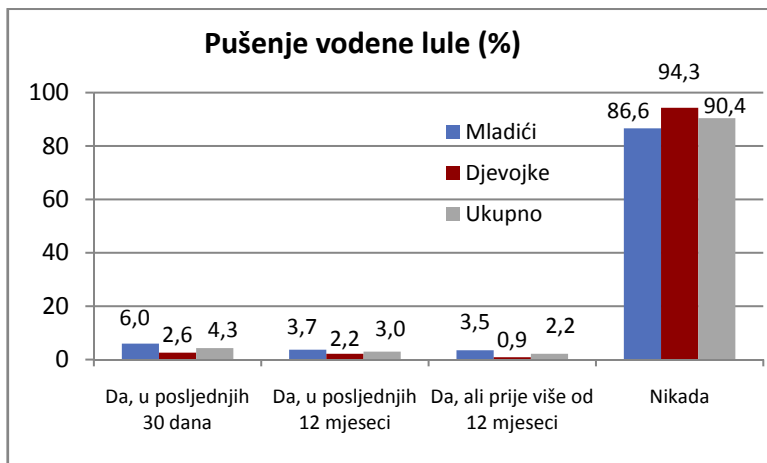 Pušenje vodene lule (%)
100
80
60
40
20
0
Mladići
Djevojke
Ukupno
6,0
2,6
4,3
3,7
2,2
3,0
3,5
0,9
2,2
86,6
94,3
90,4
Da, u posljednjih
30 dana
Da, u posljednjih
12 mjeseci
Da, ali prije više od
12 mjeseci
Nikada